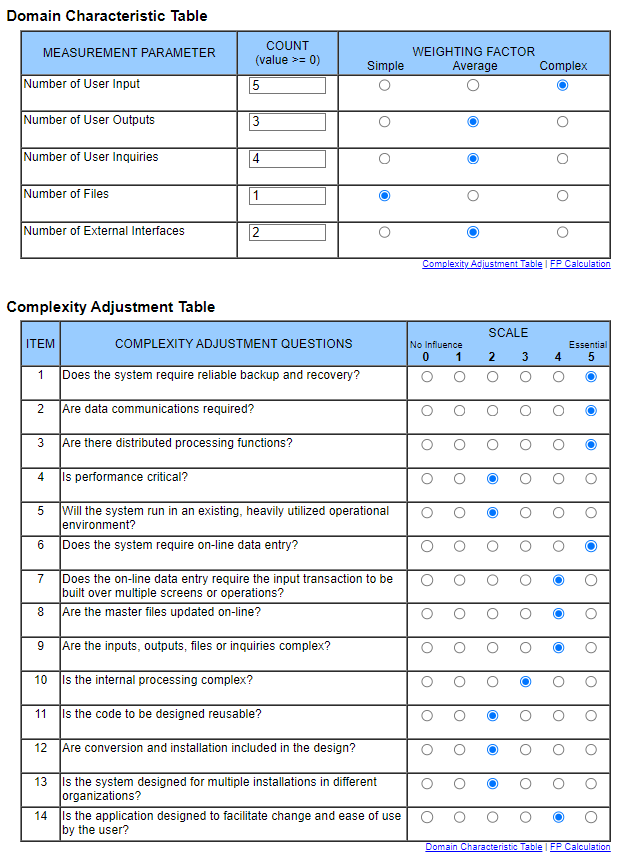 Domain Characteristic Table
MEASUREMENT PARAMETER
COUNT
(value >= 0)
WEIGHTING FACTOR
Simple Average Complex
Number of User Input
5
Number of User Outputs
3
Number of User Inquiries
4
Number of Files
1
Number of External Interfaces
2
Complexity Adjustment Table | FP Calculation
Complexity Adjustment Table
ITEM
COMPLEXITY ADJUSTMENT QUESTIONS
SCALE
No Influence Essential
0 1 2 3 4 5
1 Does the system require reliable backup and recovery?
2 Are data communications required?
3 Are there distributed processing functions?
4 Is performance critical?
5 Will the system run in an existing, heavily utilized operational
environment?
6 Does the system require on-line data entry?
7 Does the on-line data entry require the input transaction to be
built over multiple screens or operations?
8 Are the master files updated on-line?
9 Are the inputs, outputs, files or inquiries complex?
10 Is the internal processing complex?
11 Is the code to be designed reusable?
12 Are conversion and installation included in the design?
13 Is the system designed for multiple installations in different
organizations?
14 Is the application designed to facilitate change and ease of use
by the user?
Domain Characteristic Table | FP Calculation